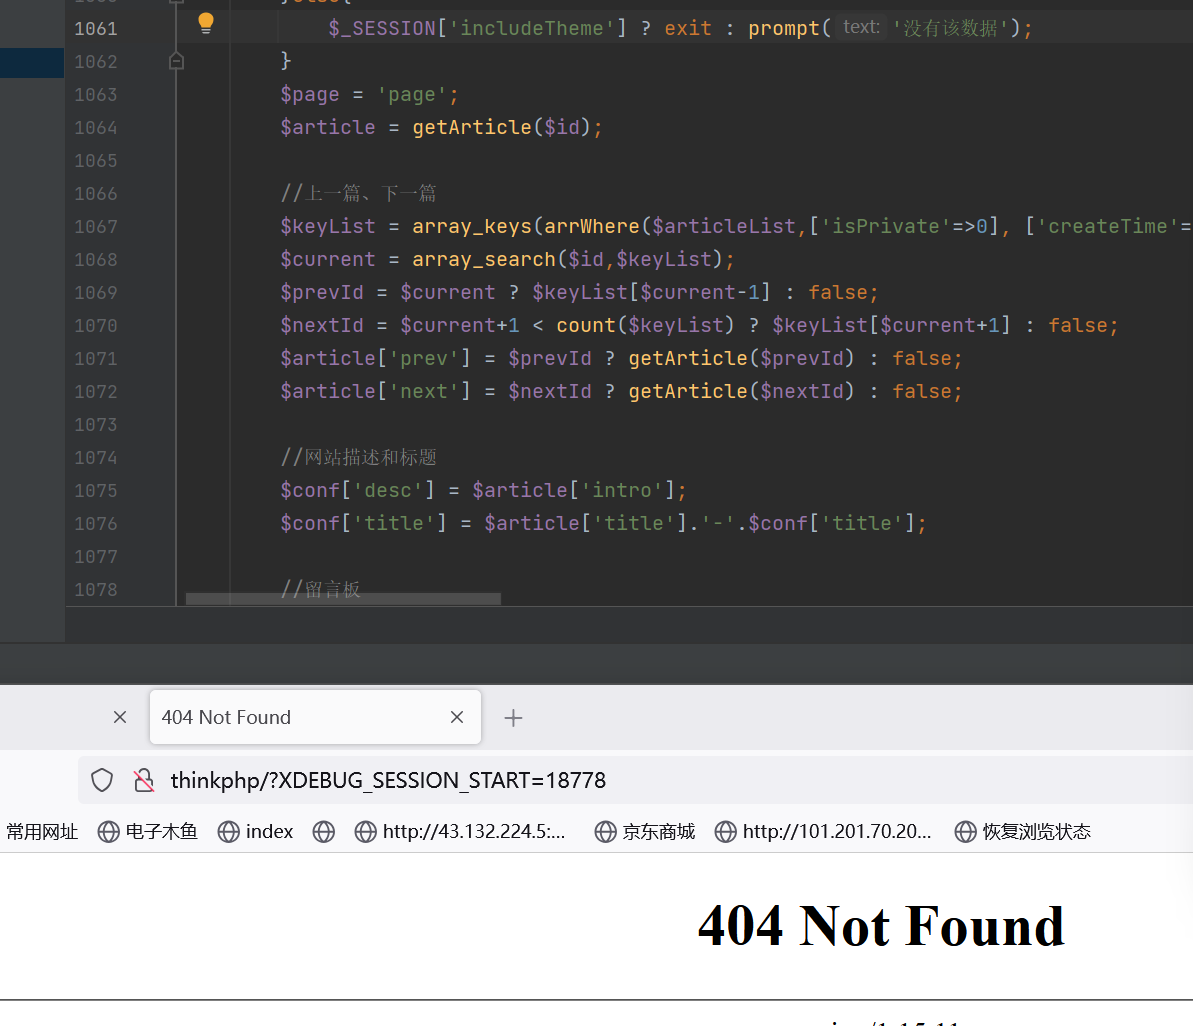 1061 $_SESSION['includeTheme'] ? exit : prompt( text: '没有该数据');
1062 }
1063 $page = 'page';
1064 $article = getArticle($id);
1065
1066 //上一篇、下一篇
1067 $keyList = array_keys(arrWhere($articleList,['isPrivate'=>0], ['createTime'=
1068 $current = array_search($id,$keyList);
1069 $prevId = $current ? $keyList[$current-1] : false;
1070 $nextId = $current+1 < count($keyList) ? $keyList[$current+1] : false;
1071 $article['prev'] = $prevId ? getArticle($prevId) : false;
1072 $article['next'] = $nextId ? getArticle($nextId) : false;
1073
1074 //网站描述和标题
1075 $conf['desc'] = $article['intro'];
1076 $conf['title'] = $article['title'].'-'.$conf['title'];
1077
1078 //留言板
404 Not Found
thinkphp/?XDEBUG_SESSION_START=18778
常用网址 电子木鱼 index http://43.132.224.5:... 京东商城 http://101.201.70.20... 恢复浏览状态
404 Not Found